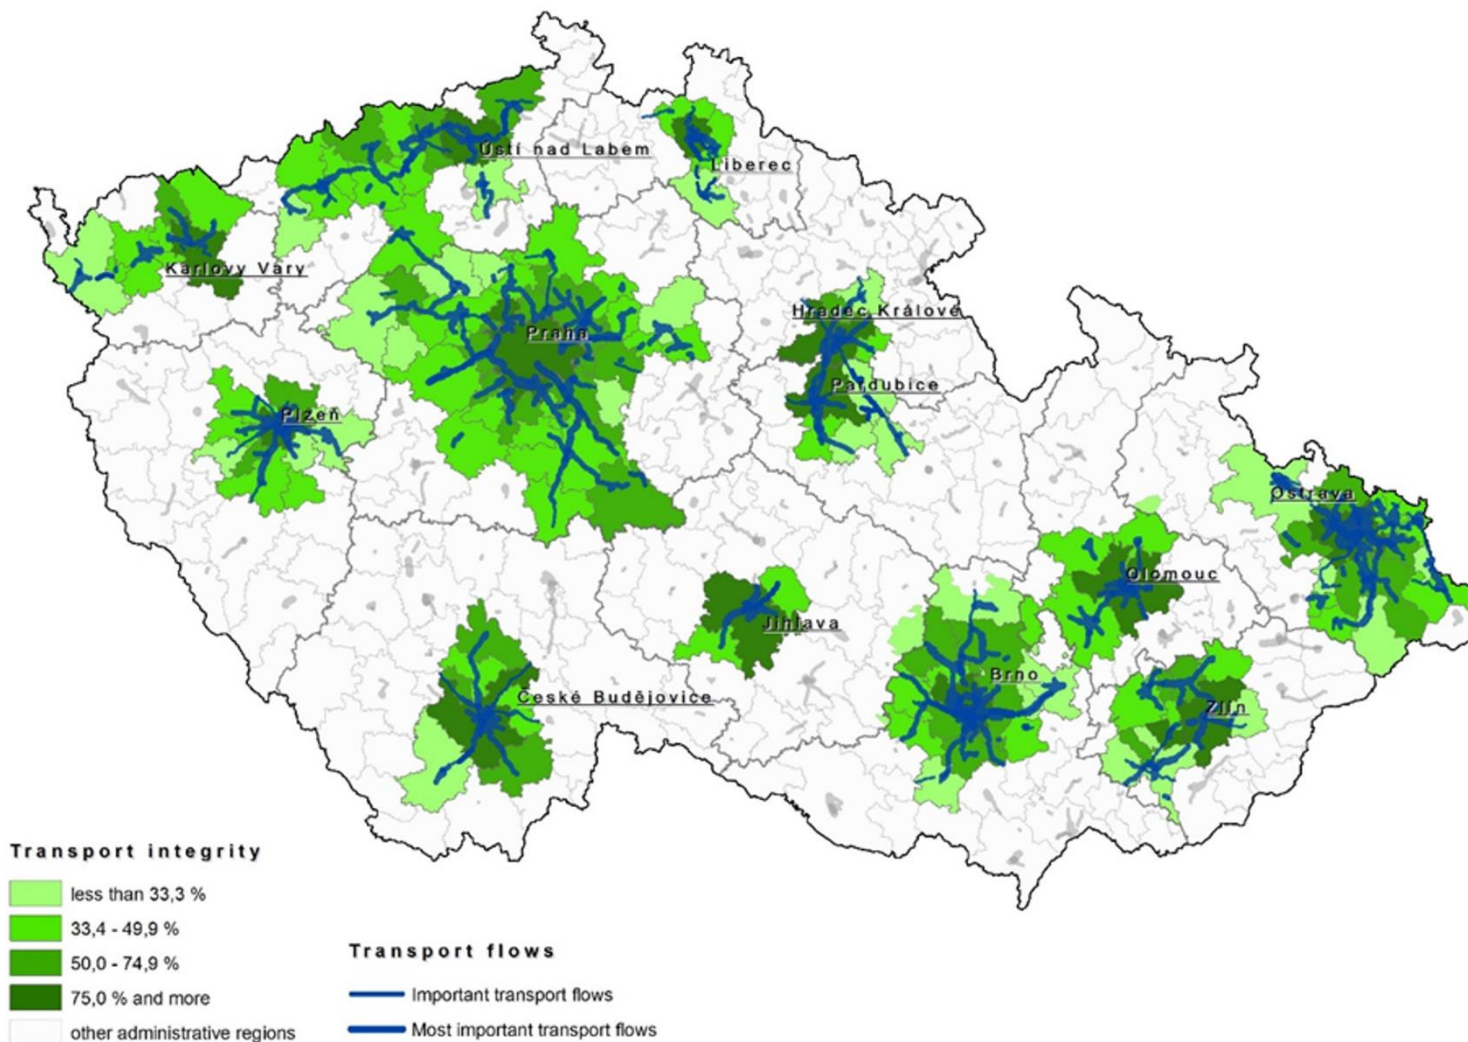 Ústí nad Labem
Liberec
Karlovy Vary
Hradec Králové
Praha
Pardubice
Plzeň
Ostrava
Olomouc
Jihlava
Brno
České Budějovice
Zlín
Transport integrity
less than 33,3 %
33,4 - 49,9 %
50,0 - 74,9 %
75,0 % and more
other administrative regions
Transport flows
Important transport flows
Most important transport flows